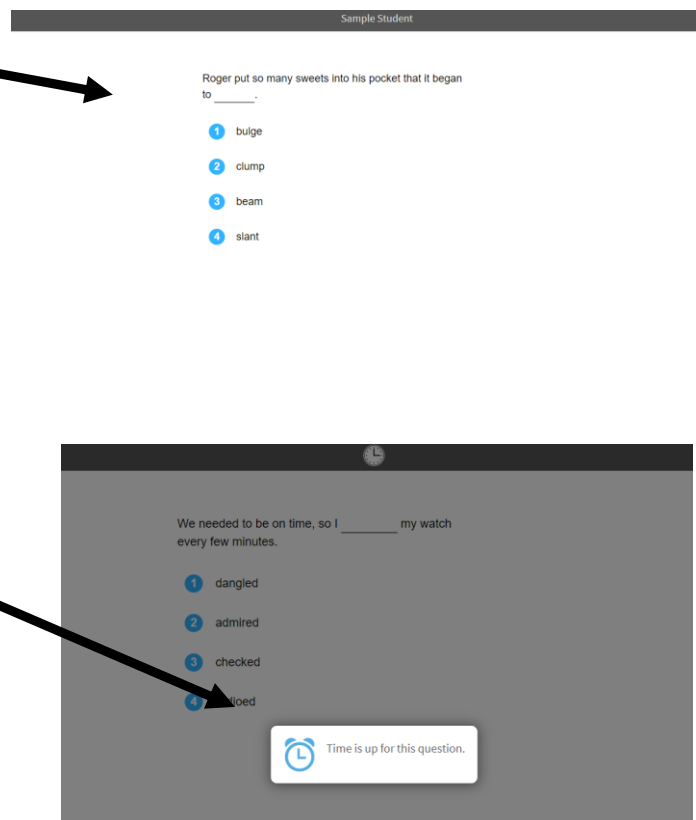 Sample Student
Roger put so many sweets into his pocket that it began
to _______.
1 bulge
2 clump
3 beam
4 slant
We needed to be on time, so I ________ my watch
every few minutes.
1 dangled
2 admired
3 checked
4
Time is up for this question.